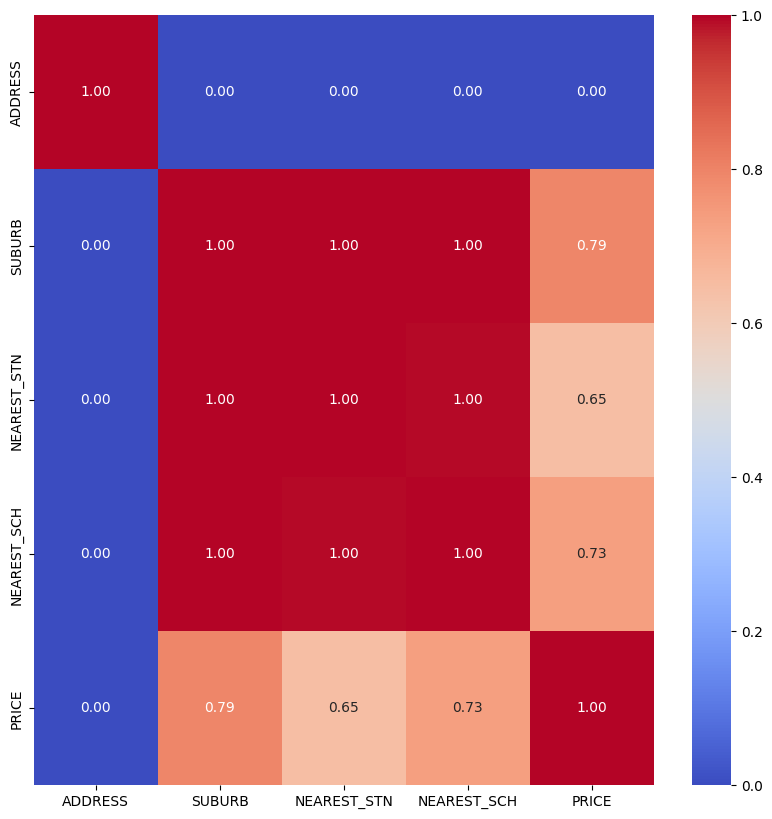 ADDRESS 1.00 0.00 0.00 0.00 0.00
SUBURB 0.00 1.00 1.00 1.00 0.79
NEAREST_STN 0.00 1.00 1.00 1.00 0.65
NEAREST_SCH 0.00 1.00 1.00 1.00 0.73
PRICE 0.00 0.79 0.65 0.73 1.00
ADDRESS SUBURB NEAREST_STN NEAREST_SCH PRICE
1.0
0.8
0.6
0.4
0.2
0.0